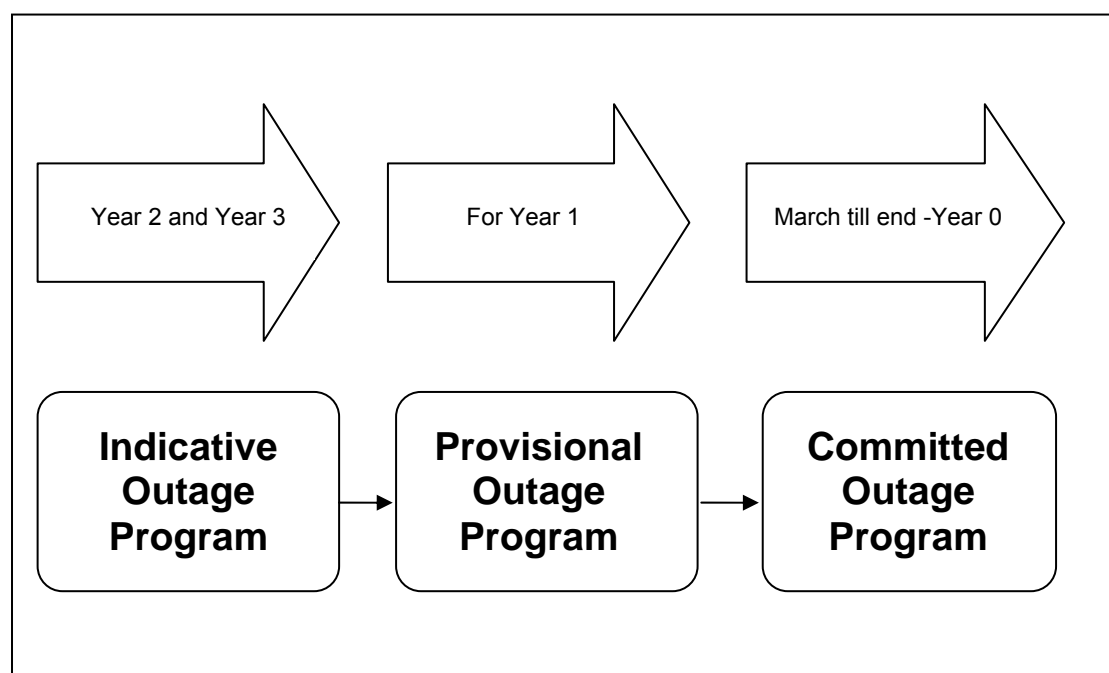 Year 2 and Year 3
For Year 1
March till end -Year 0
Indicative
Outage
Program
Provisional
Outage
Program
Committed
Outage
Program